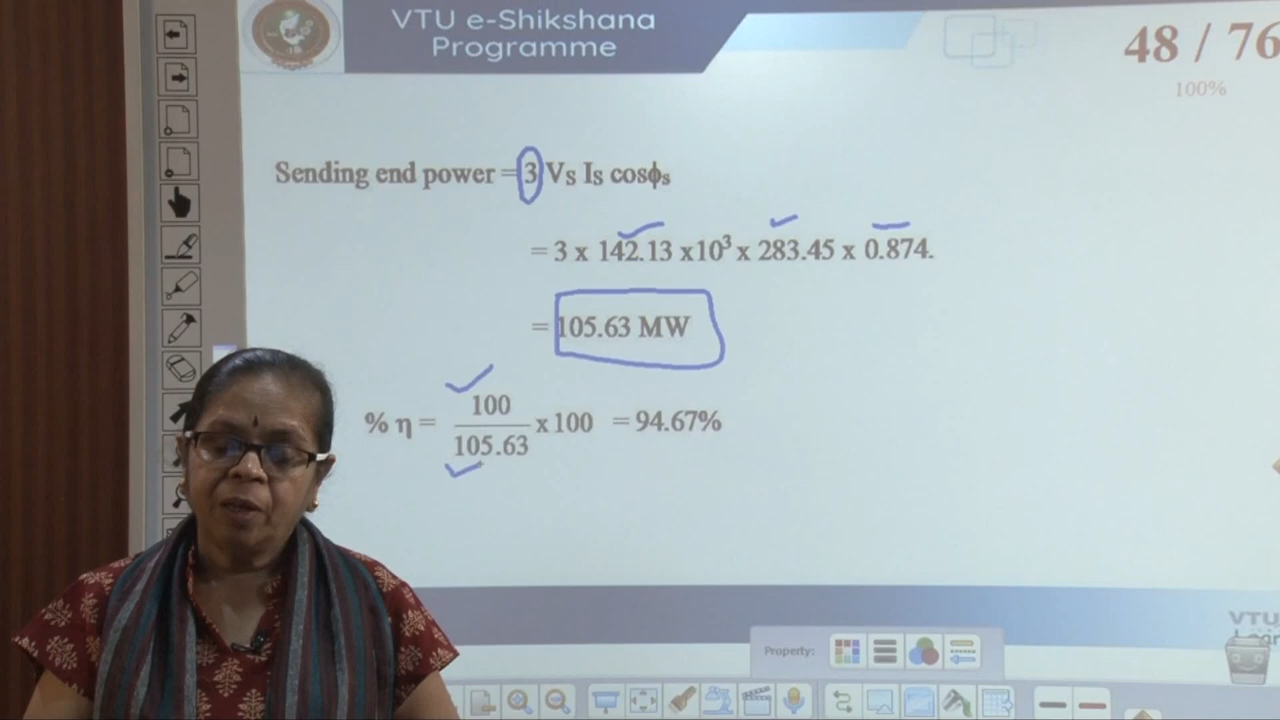 VTU e-Shikshana
Programme
48 / 76
100%
Sending end power = 3 Vs Is cosϕs
= 3 x 142.13 x10³ x 283.45 x 0.874.
= 105.63 MW
% η = 100 / 105.63 x 100 = 94.67%
VTU
Property: